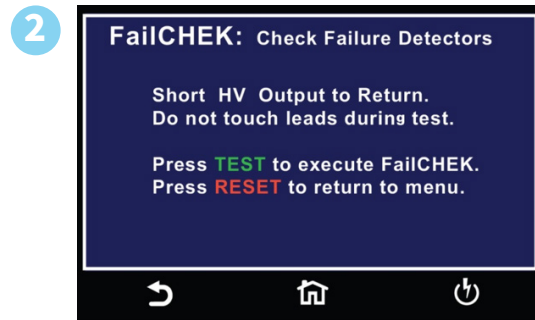 2
FailCHEK: Check Failure Detectors
Short HV Output to Return.
Do not touch leads during test.
Press TEST to execute FailCHEK.
Press RESET to return to menu.